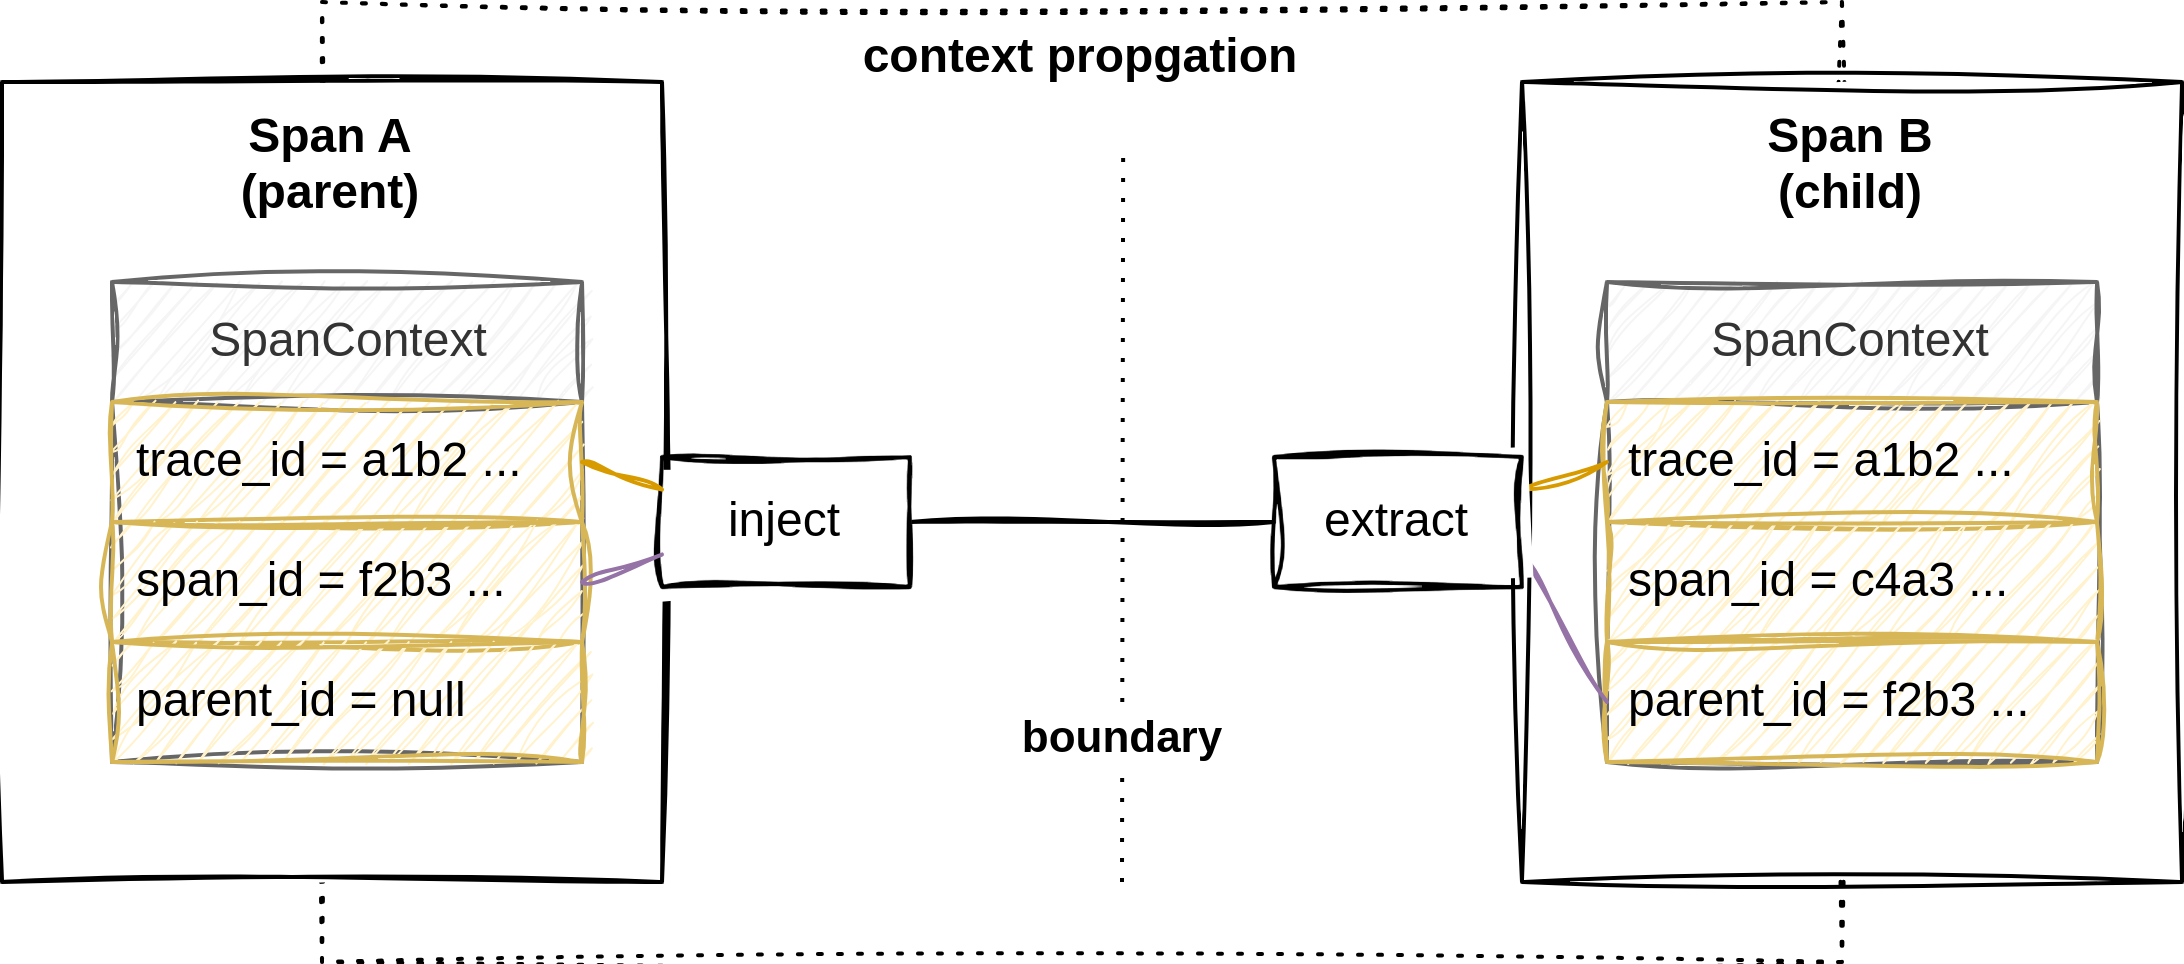 context propgation
Span A
(parent)
SpanContext
trace_id = a1b2 ...
span_id = f2b3 ...
parent_id = null
inject
boundary
extract
Span B
(child)
SpanContext
trace_id = a1b2 ...
span_id = c4a3 ...
parent_id = f2b3 ...